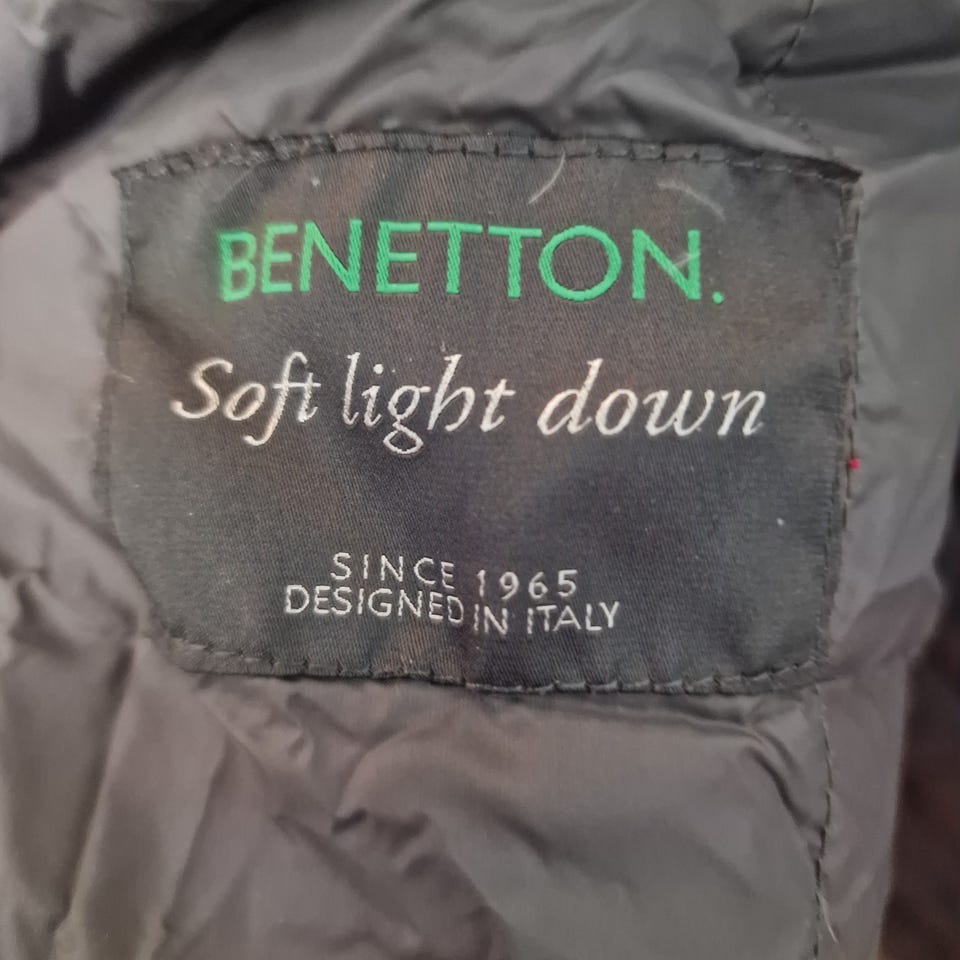 BENETTON.
Soft light down
SINCE 1965
DESIGNED IN ITALY